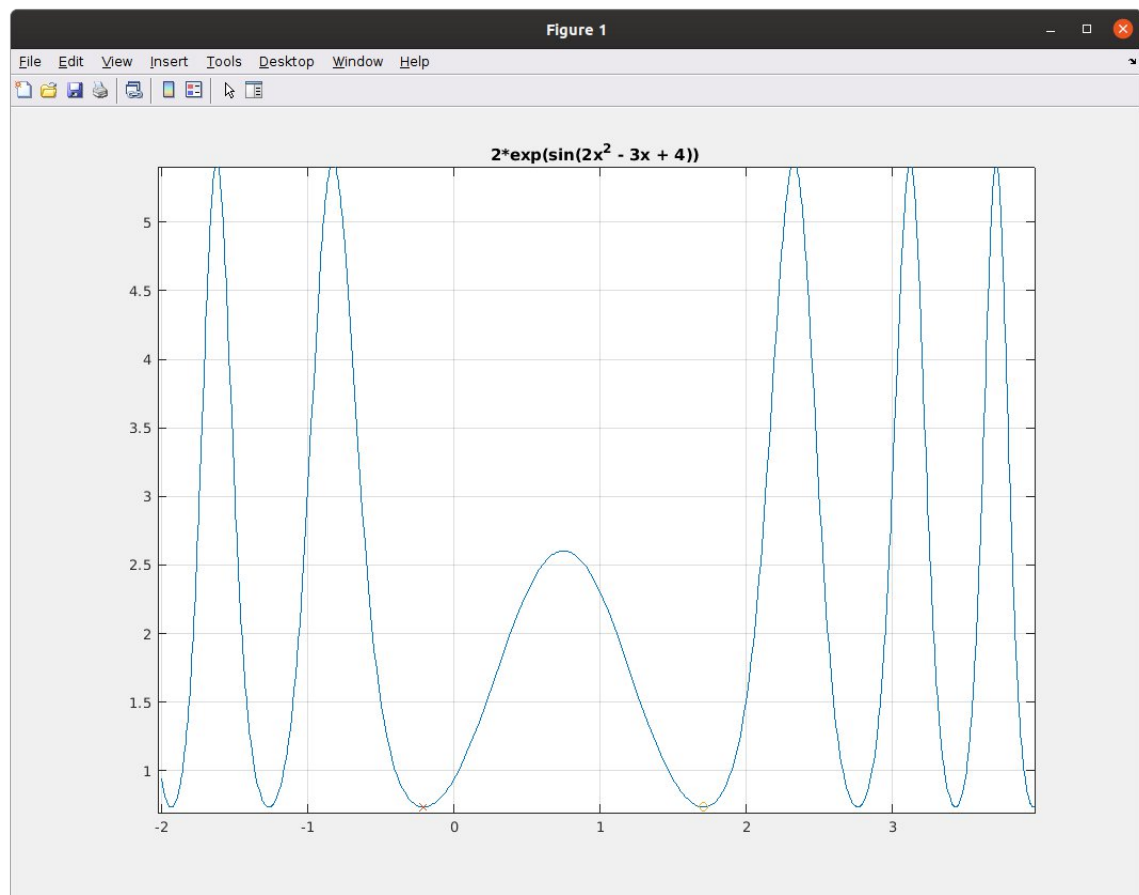 Figure 1
File Edit View Insert Tools Desktop Window Help
2*exp(sin(2x² - 3x + 4))
5
4.5
4
3.5
3
2.5
2
1.5
1
-2 -1 0 1 2 3